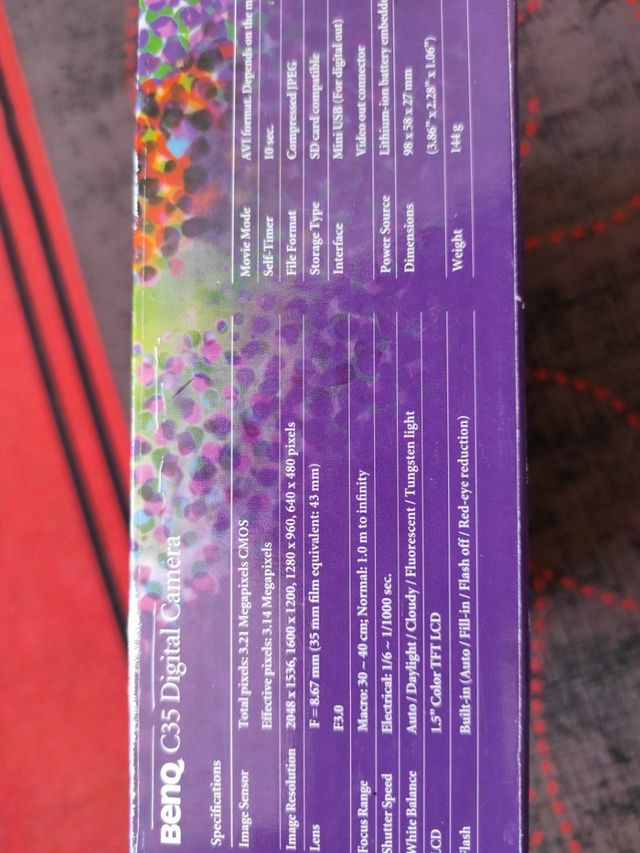 BenQ C35 Digital Camera
Specifications
Image Sensor Total pixels: 3.21 Megapixels CMOS
Effective pixels: 3.14 Megapixels
Image Resolution 2048 x 1536, 1600 x 1200, 1280 x 960, 640 x 480 pixels
Lens F = 8.67 mm (35 mm film equivalent: 43 mm)
F3.0
Focus Range Macro: 30 ~ 40 cm; Normal: 1.0 m to infinity
Shutter Speed Electrical: 1/6 ~ 1/1000 sec.
White Balance Auto / Daylight / Cloudy / Fluorescent / Tungsten light
LCD 1.5" Color TFT LCD
Flash Built-in (Auto / Fill-in / Flash off / Red-eye reduction)
Movie Mode AVI format. Depends on the m
Self-Timer 10 sec.
File Format Compressed JPEG
Storage Type SD card compatible
Interface Mini USB (For digital out)
Video out connector
Power Source Lithium-ion battery embedde
Dimensions 98 x 58 x 27 mm
(3.86" x 2.28" x 1.06")
Weight 144 g